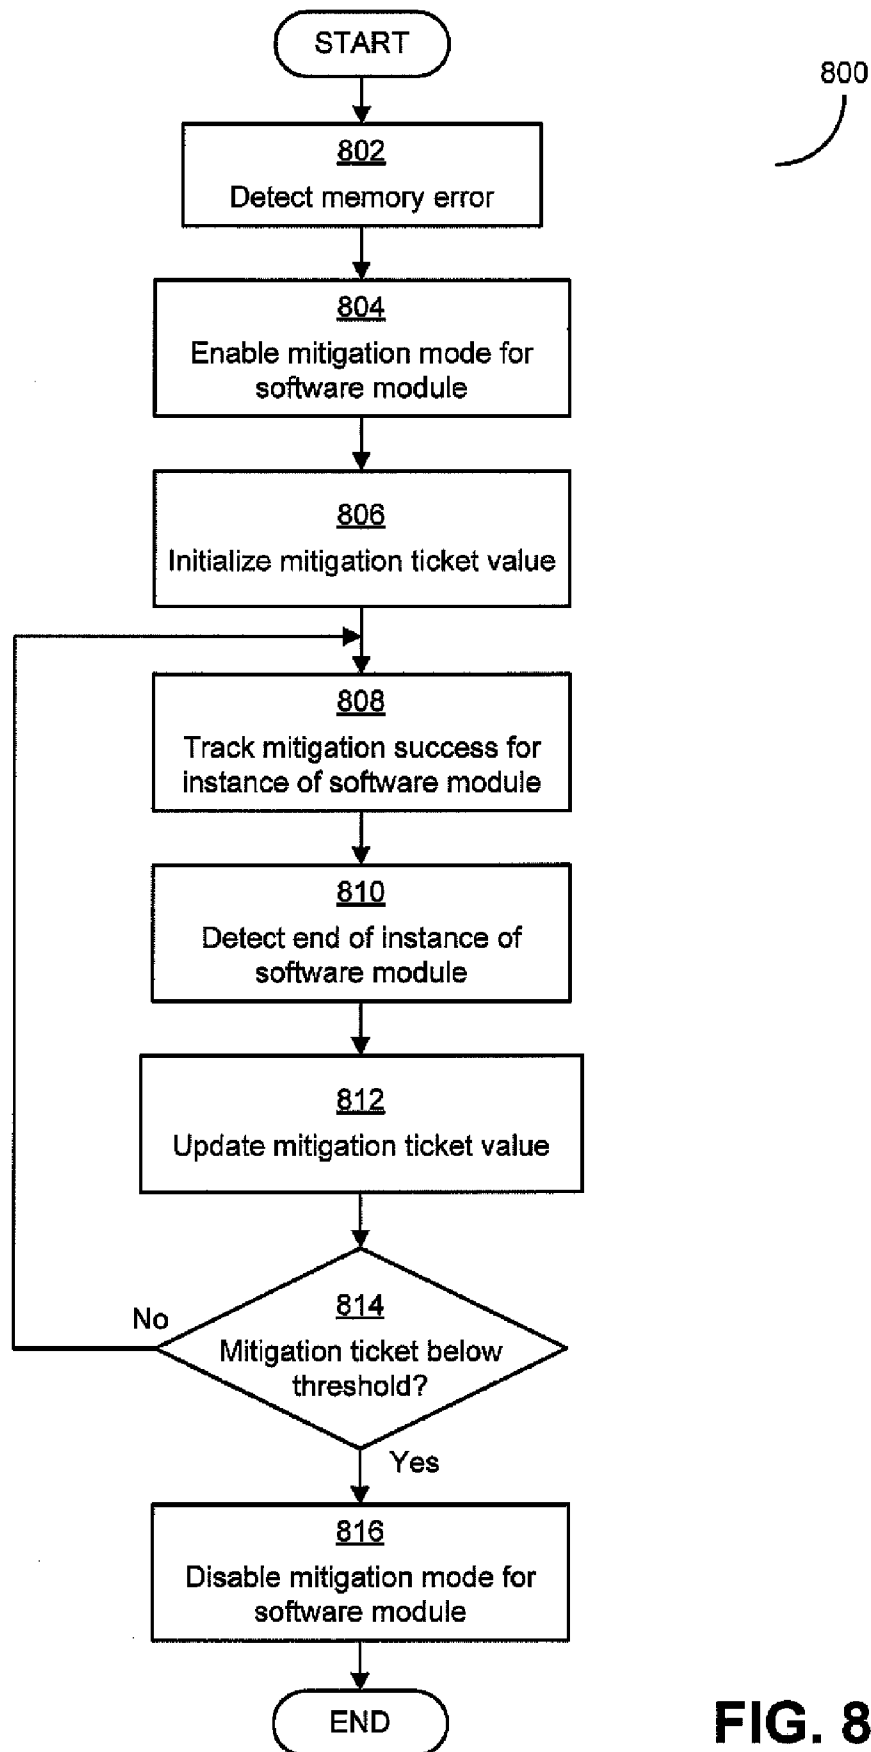 START
800
802
Detect memory error
804
Enable mitigation mode for
software module
806
Initialize mitigation ticket value
808
Track mitigation success for
instance of software module
810
Detect end of instance of
software module
812
Update mitigation ticket value
814
No
Mitigation ticket below
threshold?
Yes
816
Disable mitigation mode for
software module
END
FIG. 8